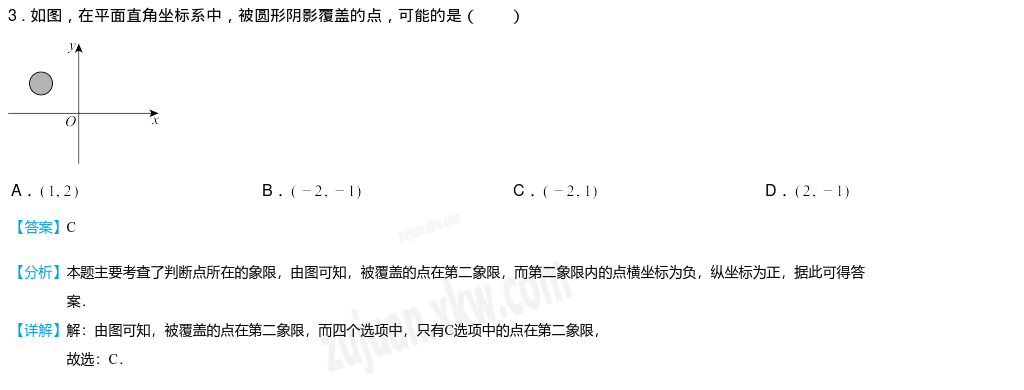 3．如图，在平面直角坐标系中，被圆形阴影覆盖的点，可能的是（　　）
y
O
x
A．(1, 2)　B．(−2, −1)　C．(−2, 1)　D．(2, −1)
【答案】C
zujuan.xkw.com
【分析】本题主要考查了判断点所在的象限，由图可知，被覆盖的点在第二象限，而第二象限内的点横坐标为负，纵坐标为正，据此可得答
案．
【详解】解：由图可知，被覆盖的点在第二象限，而四个选项中，只有C选项中的点在第二象限，
故选：C．
zujuan.xkw.com